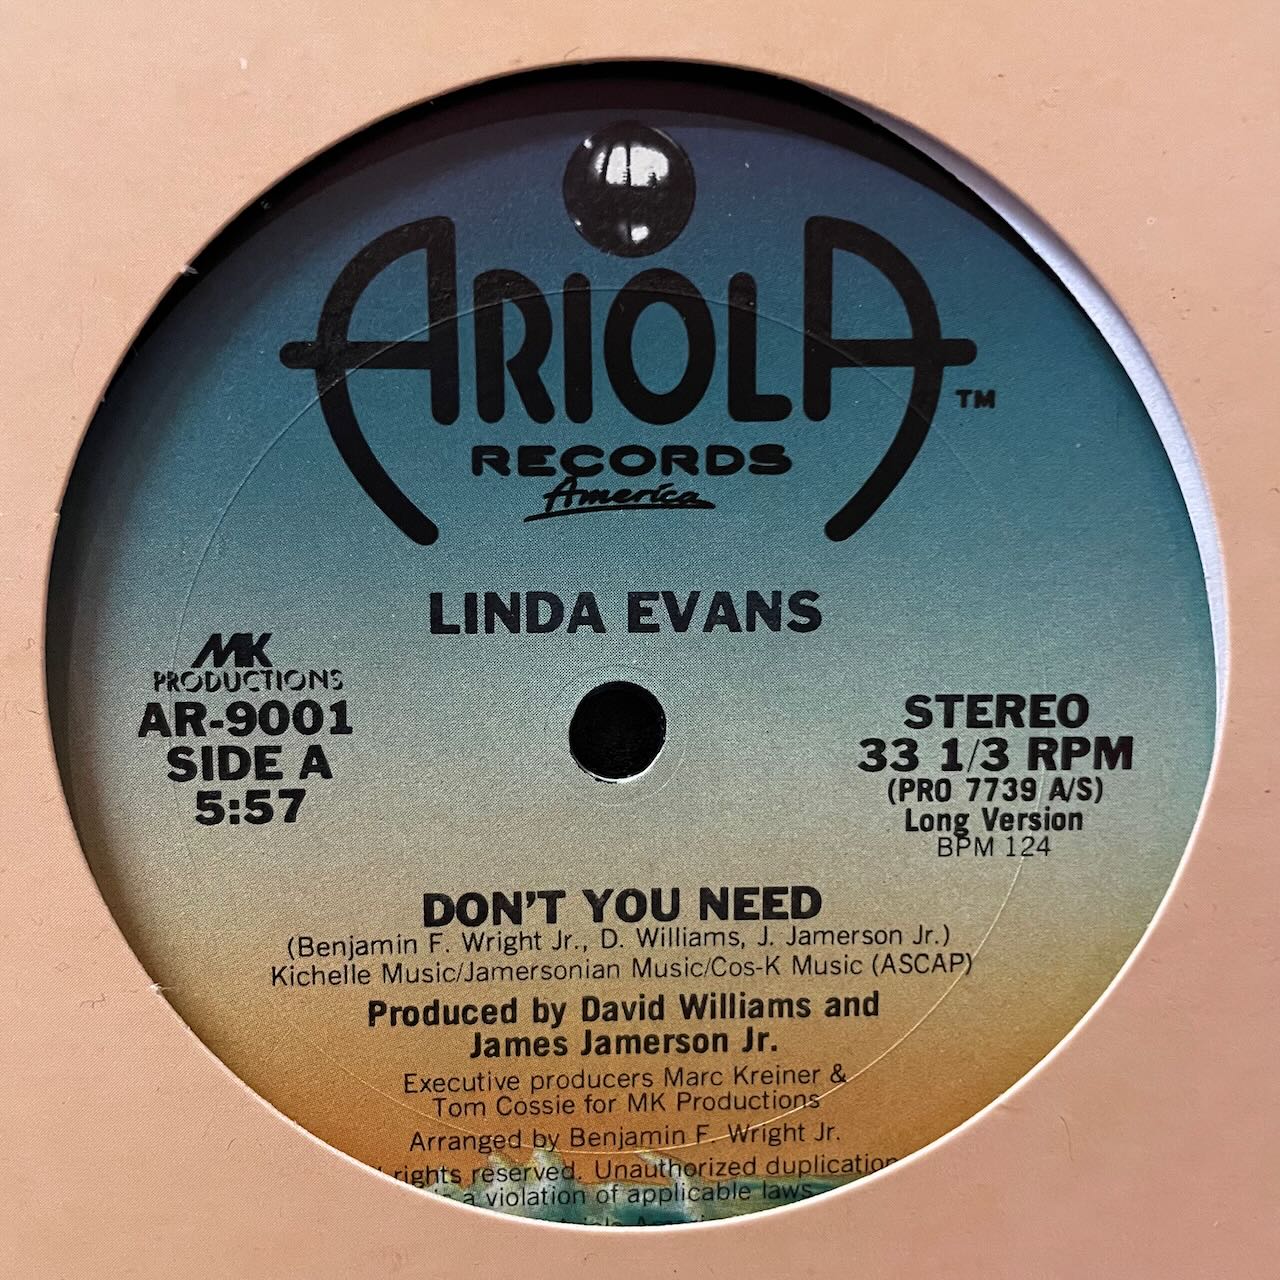 ARIOLA TM
RECORDS
America
LINDA EVANS
MK
PRODUCTIONS
AR-9001
SIDE A
5:57
STEREO
33 1/3 RPM
(PRO 7739 A/S)
Long Version
BPM 124
DON'T YOU NEED
(Benjamin F. Wright Jr., D. Williams, J. Jamerson Jr.)
Kichelle Music/Jamersonian Music/Cos-K Music (ASCAP)
Produced by David Williams and
James Jamerson Jr.
Executive producers Marc Kreiner &
Tom Cossie for MK Productions
Arranged by Benjamin F. Wright Jr.
rights reserved. Unauthorized duplication
is a violation of applicable laws